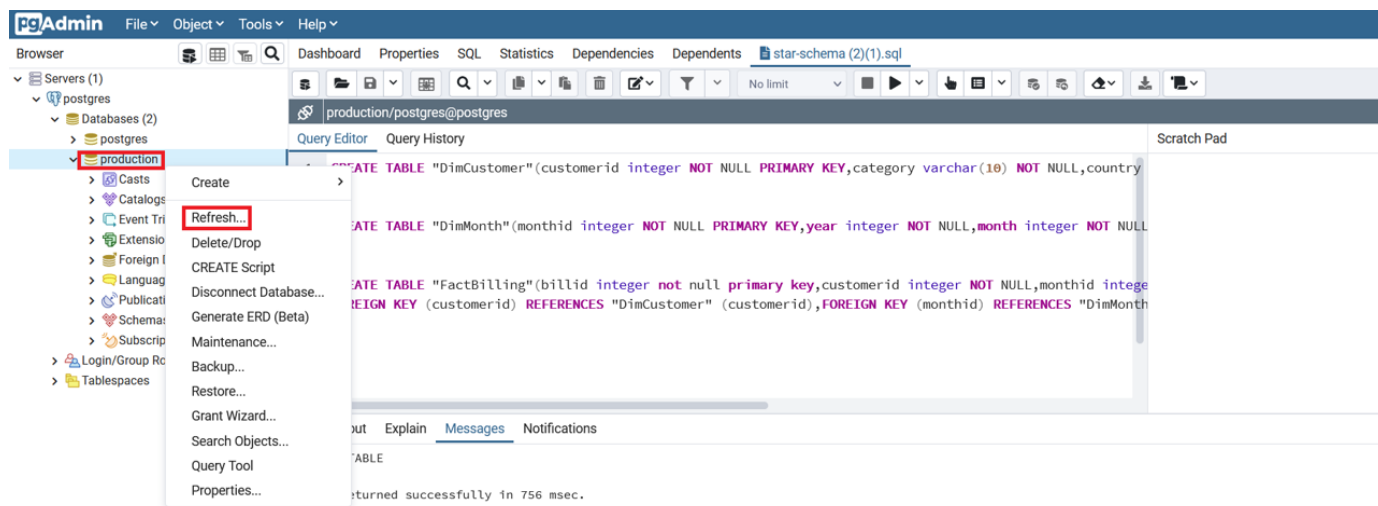 pgAdmin File Object Tools Help
Browser Dashboard Properties SQL Statistics Dependencies Dependents star-schema (2)(1).sql
Servers (1) No limit
postgres
production/postgres@postgres
Databases (2)
postgres Query Editor Query History Scratch Pad
production
1 CREATE TABLE "DimCustomer"(customerid integer NOT NULL PRIMARY KEY,category varchar(10) NOT NULL,country
Casts Create
Catalogs
Event Tri Refresh... EATE TABLE "DimMonth"(monthid integer NOT NULL PRIMARY KEY,year integer NOT NULL,month integer NOT NULL
Extensio Delete/Drop
Foreign CREATE Script
Languag EATE TABLE "FactBilling"(billid integer not null primary key,customerid integer NOT NULL,monthid intege
Publicati Disconnect Database... REIGN KEY (customerid) REFERENCES "DimCustomer" (customerid),FOREIGN KEY (monthid) REFERENCES "DimMonth
Schemas Generate ERD (Beta)
Subscrip Maintenance...
Login/Group Ro Backup...
Tablespaces Restore...
Grant Wizard...
Search Objects... ut Explain Messages Notifications
Query Tool ABLE
Properties... eturned successfully in 756 msec.